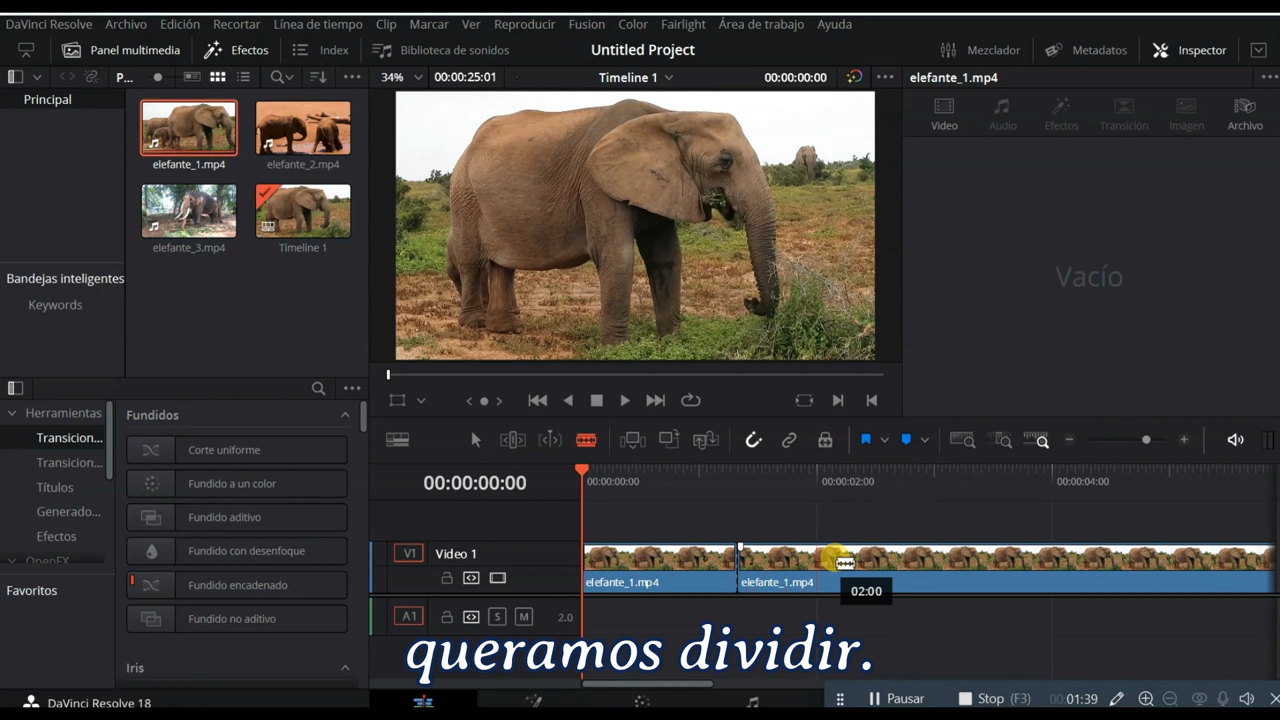 DaVinci Resolve Archivo Edición Recortar Línea de tiempo Clip Marcar Ver Reproducir Fusion Color Fairlight Área de trabajo Ayuda
Panel multimedia Efectos Index Biblioteca de sonidos Untitled Project Mezclador Metadatos Inspector
P... 34% 00:00:25:01 Timeline 1 00:00:00:00 elefante_1.mp4
Principal
Video Audio Efectos Transición Imagen Archivo
elefante_1.mp4 elefante_2.mp4
elefante_3.mp4 Timeline 1
Bandejas inteligentes
Keywords
Vacío
Herramientas
Transicion...
Transicion...
Títulos
Generado...
Efectos
OpenFX
Favoritos
Fundidos
Corte uniforme
Fundido a un color
Fundido aditivo
Fundido con desenfoque
Fundido encadenado
Fundido no aditivo
Iris
00:00:00:00 00:00:00:00 00:00:02:00 00:00:04:00
V1 Video 1
elefante_1.mp4 elefante_1.mp4
02:00
A1 S M 2.0
queramos dividir.
DaVinci Resolve 18
Pausar Stop (F3) 00:01:39